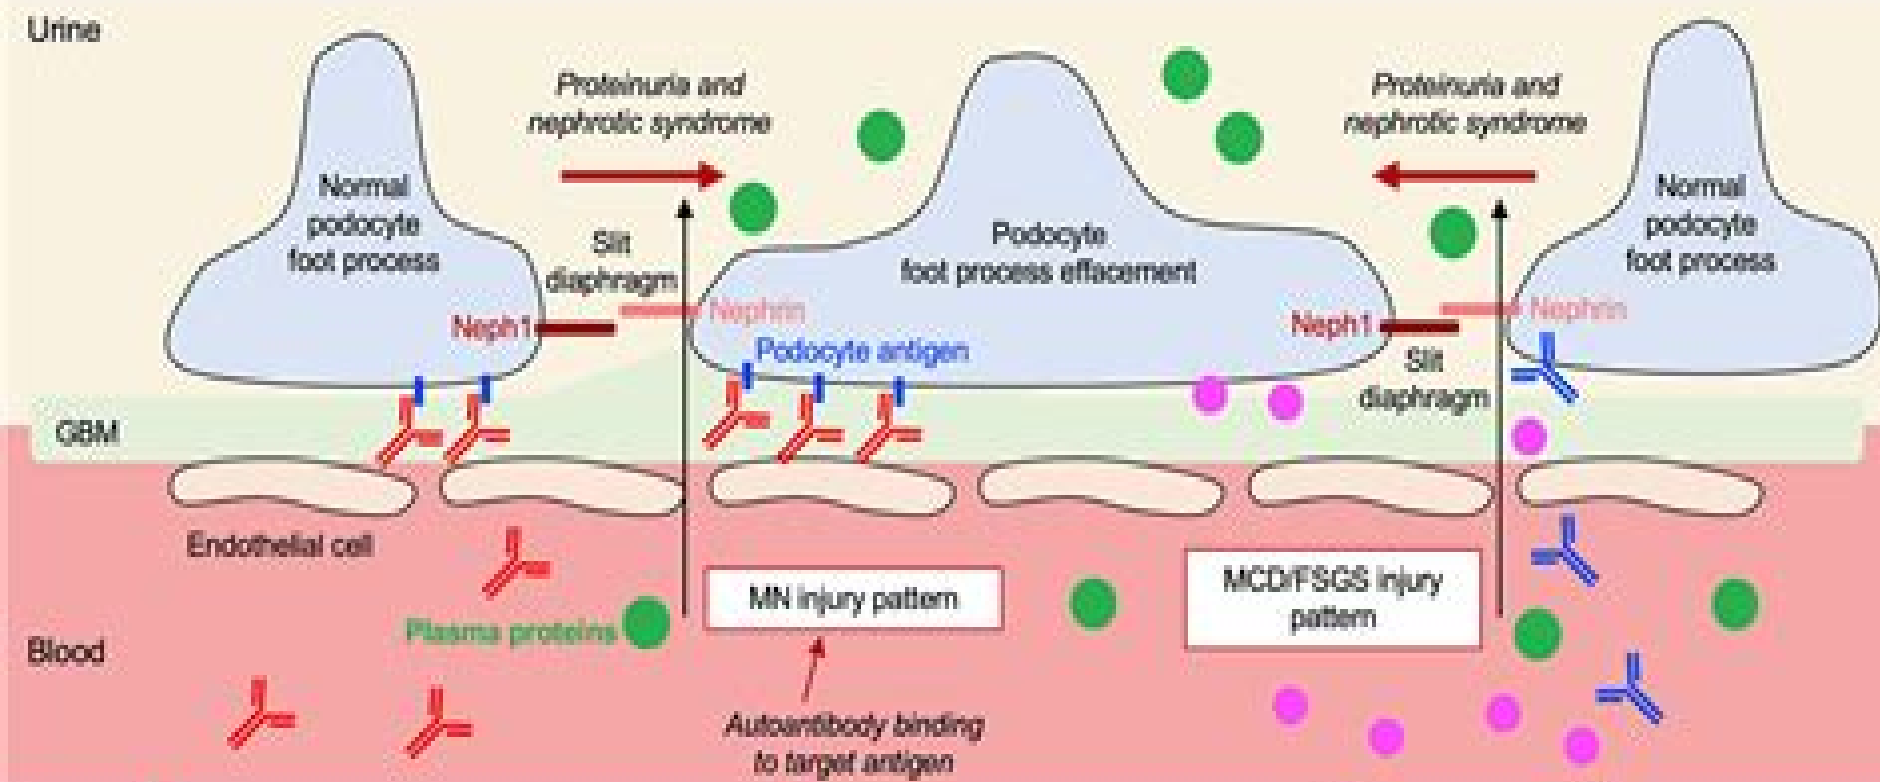 Urine
Proteinuria and
nephrotic syndrome
Proteinuria and
nephrotic syndrome
Normal
podocyte
foot process
Slit
diaphragm
Podocyte
foot process effacement
Normal
podocyte
foot process
Neph1
Nephrin
Neph1
Nephrin
Podocyte antigen
Slit
diaphragm
GBM
Endothelial cell
MN injury pattern
MCD/FSGS injury
pattern
Plasma proteins
Blood
Autoantibody binding
to target antigen